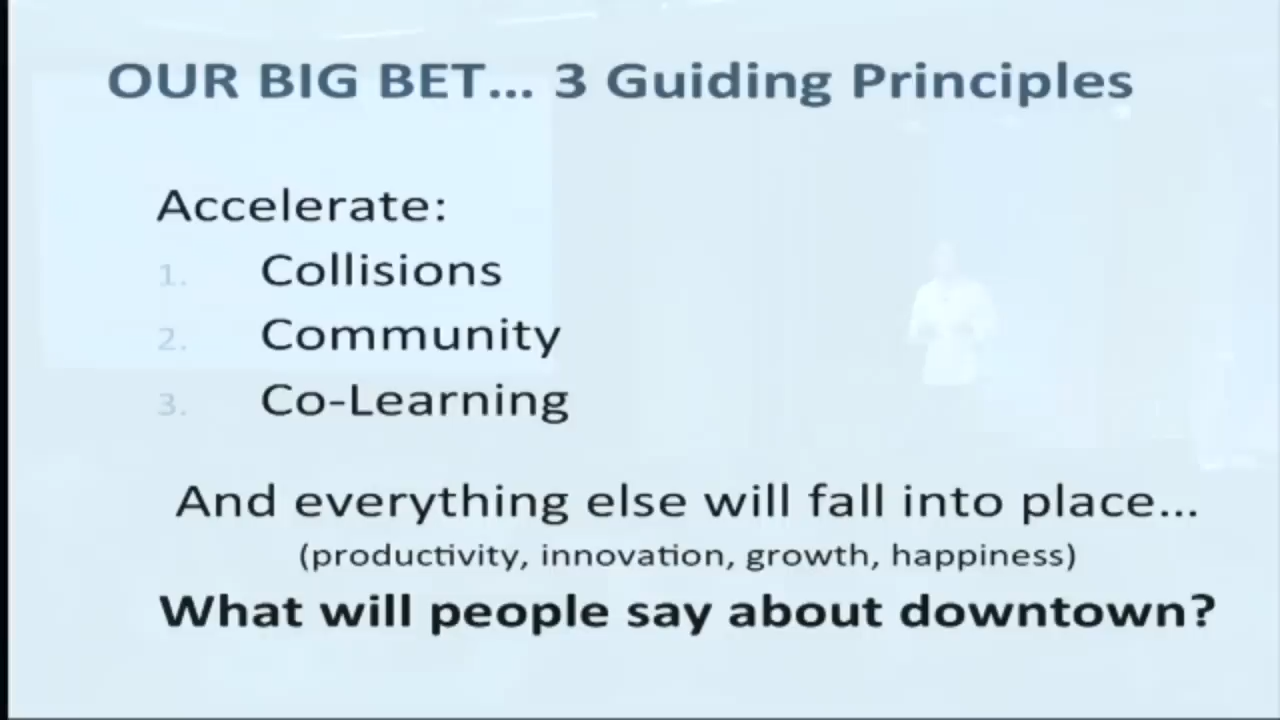 OUR BIG BET... 3 Guiding Principles
Accelerate:
1. Collisions
2. Community
3. Co-Learning
And everything else will fall into place...
(productivity, innovation, growth, happiness)
What will people say about downtown?